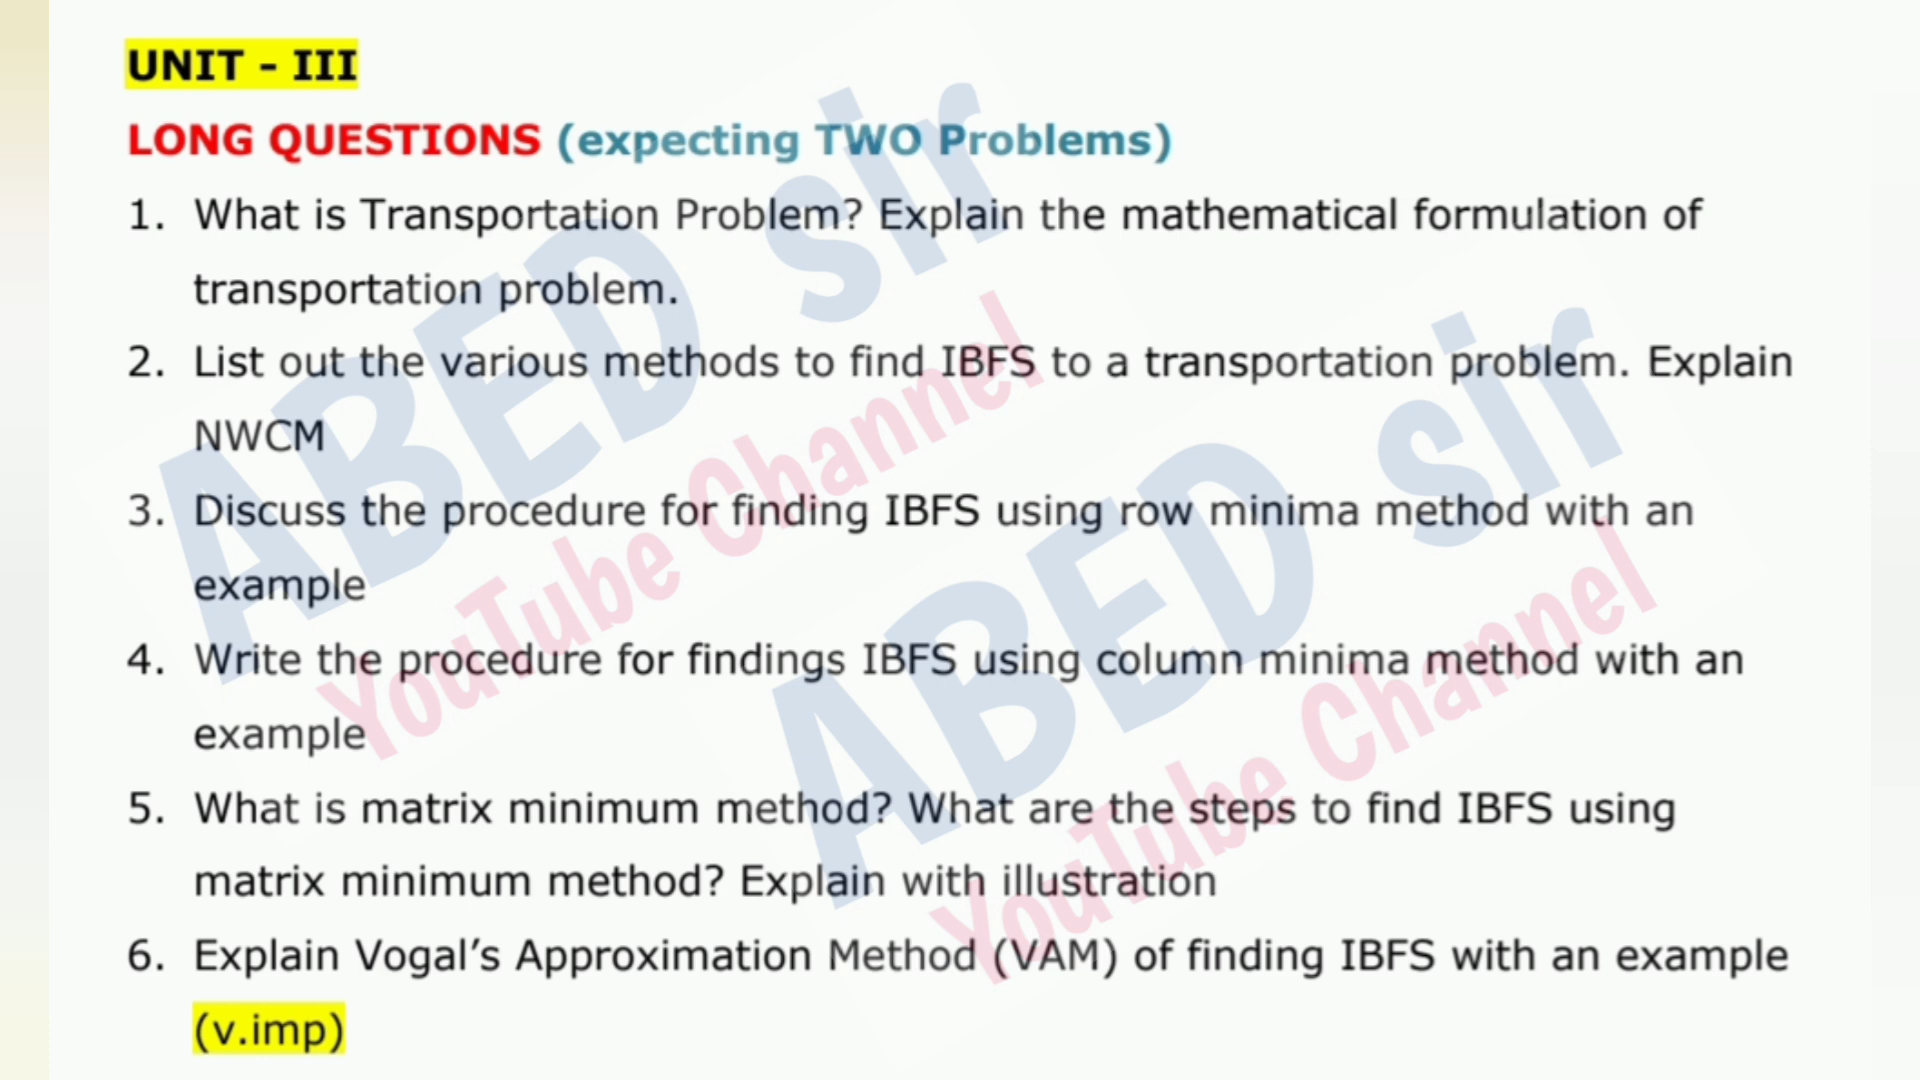 UNIT - III
LONG QUESTIONS (expecting TWO Problems)
1. What is Transportation Problem? Explain the mathematical formulation of
transportation problem.
2. List out the various methods to find IBFS to a transportation problem. Explain
NWCM
3. Discuss the procedure for finding IBFS using row minima method with an
example
4. Write the procedure for findings IBFS using column minima method with an
example
5. What is matrix minimum method? What are the steps to find IBFS using
matrix minimum method? Explain with illustration
6. Explain Vogal’s Approximation Method (VAM) of finding IBFS with an example
(v.imp)
ABED sir
YouTube Channel
ABED sir
YouTube Channel